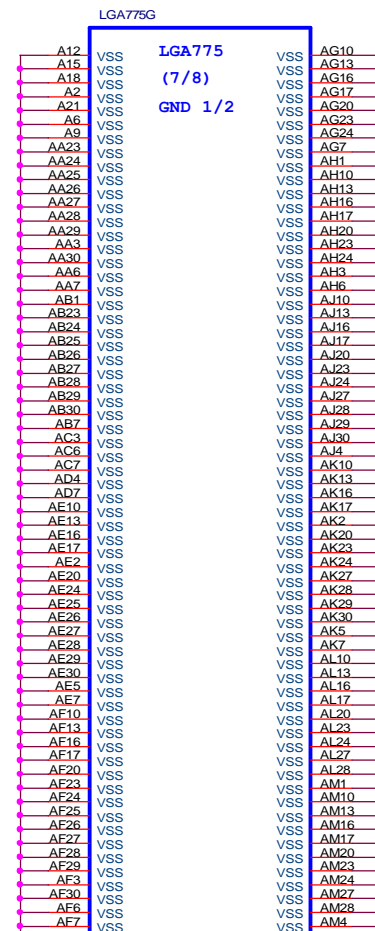 LGA775G
LGA775
(7/8)
GND 1/2
A12 VSS VSS AG10
A15 VSS VSS AG13
A18 VSS VSS AG16
A2 VSS VSS AG17
A21 VSS VSS AG20
A6 VSS VSS AG23
A9 VSS VSS AG24
AA23 VSS VSS AG7
AA24 VSS VSS AH1
AA25 VSS VSS AH10
AA26 VSS VSS AH13
AA27 VSS VSS AH16
AA28 VSS VSS AH17
AA29 VSS VSS AH20
AA3 VSS VSS AH23
AA30 VSS VSS AH24
AA6 VSS VSS AH3
AA7 VSS VSS AH6
AB1 VSS VSS AJ10
AB23 VSS VSS AJ13
AB24 VSS VSS AJ16
AB25 VSS VSS AJ17
AB26 VSS VSS AJ20
AB27 VSS VSS AJ23
AB28 VSS VSS AJ24
AB29 VSS VSS AJ27
AB30 VSS VSS AJ28
AB7 VSS VSS AJ29
AC3 VSS VSS AJ30
AC6 VSS VSS AJ4
AC7 VSS VSS AK10
AD4 VSS VSS AK13
AD7 VSS VSS AK16
AE10 VSS VSS AK17
AE13 VSS VSS AK2
AE16 VSS VSS AK20
AE17 VSS VSS AK23
AE2 VSS VSS AK24
AE20 VSS VSS AK27
AE24 VSS VSS AK28
AE25 VSS VSS AK29
AE26 VSS VSS AK30
AE27 VSS VSS AK5
AE28 VSS VSS AK7
AE29 VSS VSS AL10
AE30 VSS VSS AL13
AE5 VSS VSS AL16
AE7 VSS VSS AL17
AF10 VSS VSS AL20
AF13 VSS VSS AL23
AF16 VSS VSS AL24
AF17 VSS VSS AL27
AF20 VSS VSS AL28
AF23 VSS VSS AM1
AF24 VSS VSS AM10
AF25 VSS VSS AM13
AF26 VSS VSS AM16
AF27 VSS VSS AM17
AF28 VSS VSS AM20
AF29 VSS VSS AM23
AF3 VSS VSS AM24
AF30 VSS VSS AM27
AF6 VSS VSS AM28
AF7 VSS VSS AM4